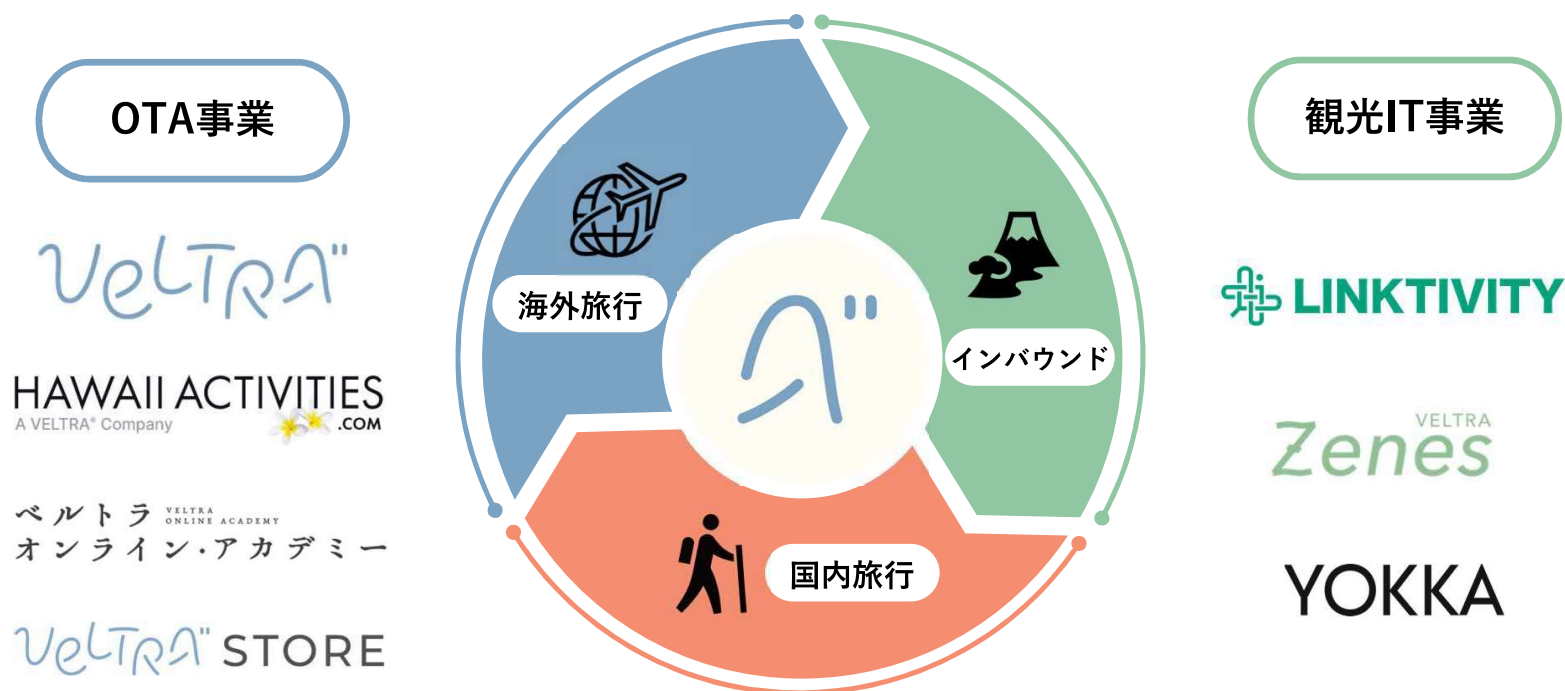 OTA事業
VELTRA
HAWAII ACTIVITIES
A VELTRA® Company
.COM
ベルトラ VELTRA
ONLINE ACADEMY
オンライン・アカデミー
VELTRA STORE
海外旅行
インバウンド
国内旅行
観光IT事業
LINKTIVITY
VELTRA
Zenes
YOKKA